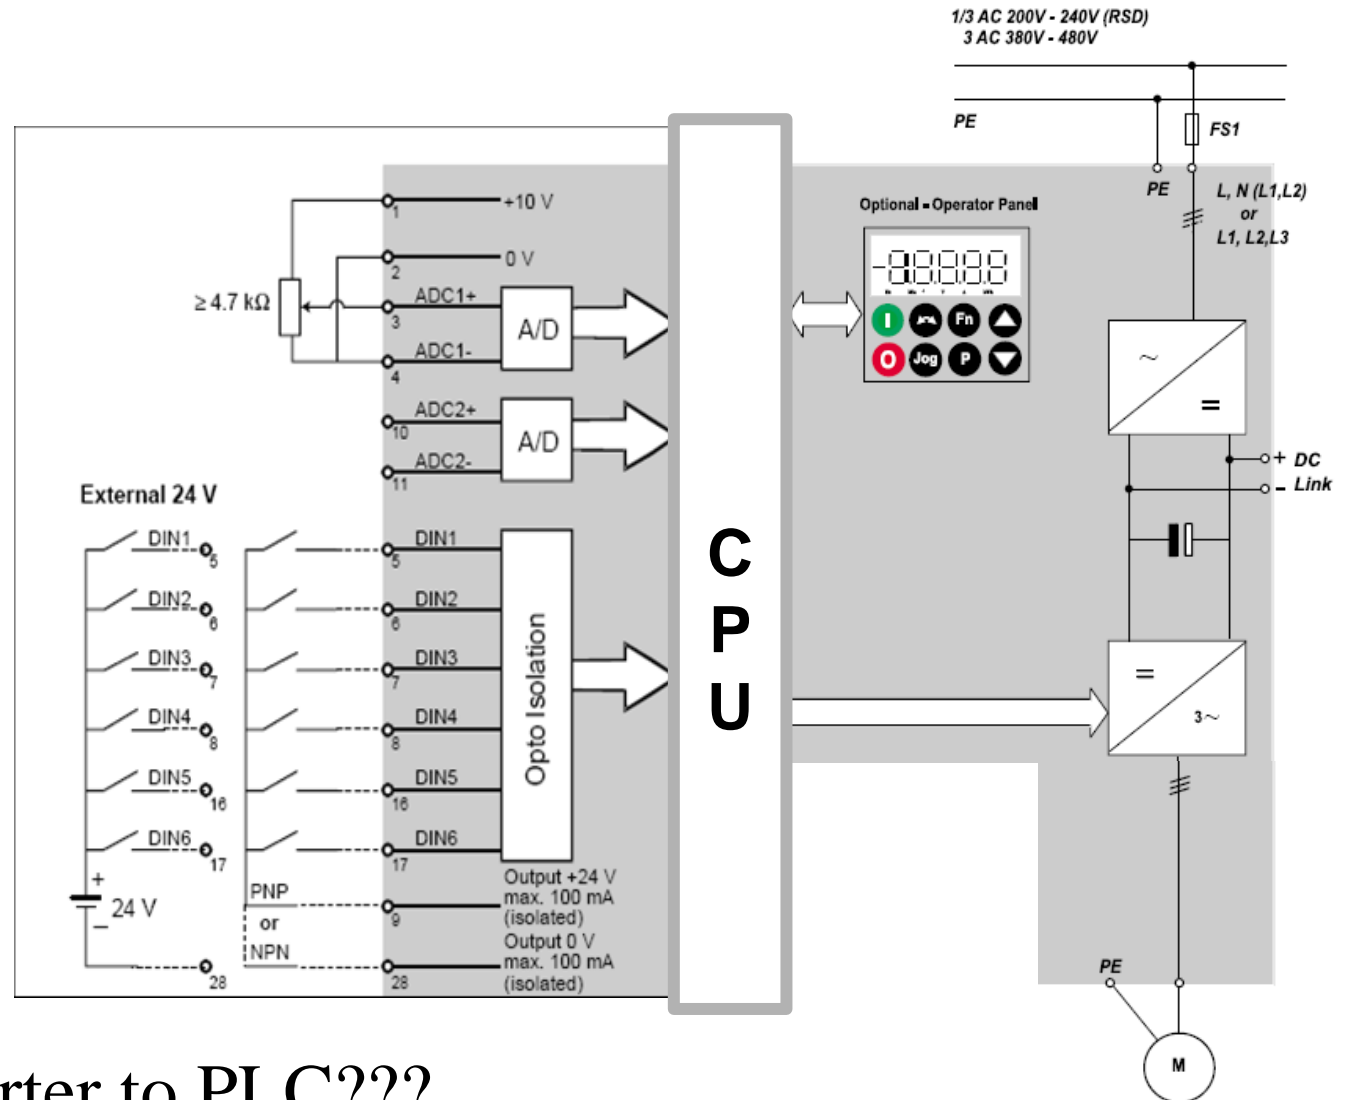 1/3 AC 200V - 240V (RSD)
3 AC 380V - 480V
PE
FS1
PE
L, N (L1,L2)
or
L1, L2,L3
Optional - Operator Panel
I
Fn
O
Jog
P
1
+10 V
2
0 V
≥ 4.7 kΩ
ADC1+
3
A/D
ADC1-
4
ADC2+
10
A/D
ADC2-
11
+ DC
- Link
External 24 V
DIN1
5
DIN1
5
DIN2
6
DIN2
6
DIN3
7
DIN3
7
DIN4
8
DIN4
8
DIN5
16
DIN5
16
DIN6
17
DIN6
17
Opto Isolation
CPU
~
=
=
3~
+
24 V
–
PNP
or
NPN
9
Output +24 V
max. 100 mA
(isolated)
28
28
Output 0 V
max. 100 mA
(isolated)
PE
M
rter to PLC???